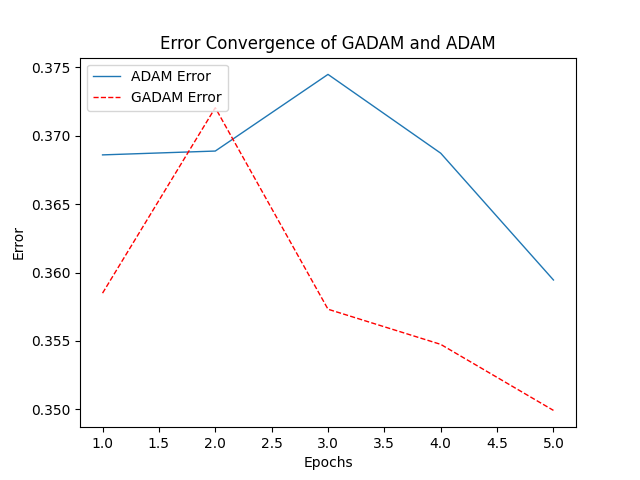 Error Convergence of GADAM and ADAM
ADAM Error
GADAM Error
0.375
0.370
0.365
0.360
0.355
0.350
Error
1.0 1.5 2.0 2.5 3.0 3.5 4.0 4.5 5.0
Epochs